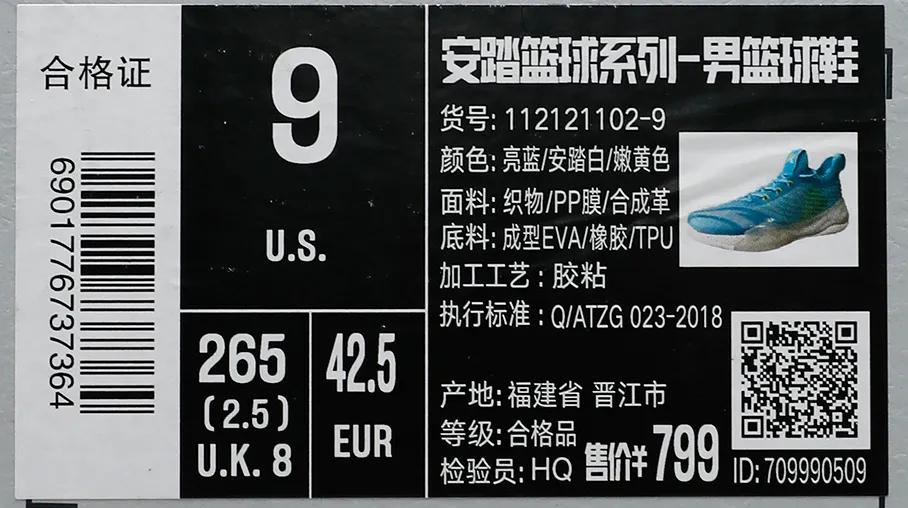 合格证
6901776737364
9
U.S.
265
(2.5)
U.K. 8
42.5
EUR
安踏篮球系列-男篮球鞋
货号: 112121102-9
颜色: 亮蓝/安踏白/嫩黄色
面料: 织物/PP膜/合成革
底料: 成型EVA/橡胶/TPU
加工工艺: 胶粘
执行标准: Q/ATZG 023-2018
产地: 福建省 晋江市
等级: 合格品
检验员: HQ
售价¥799
ID: 709990509